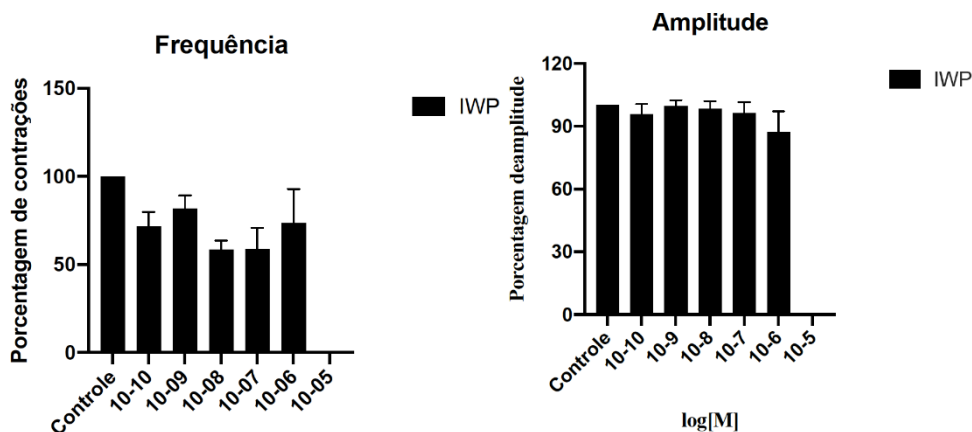 Frequência
Porcentagem de contrações
150
100
50
0
Controle
10-10
10-09
10-08
10-07
10-06
10-05
IWP
Amplitude
Porcentagem deamplitude
120
90
60
30
0
Controle
10-10
10-9
10-8
10-7
10-6
10-5
log[M]
IWP